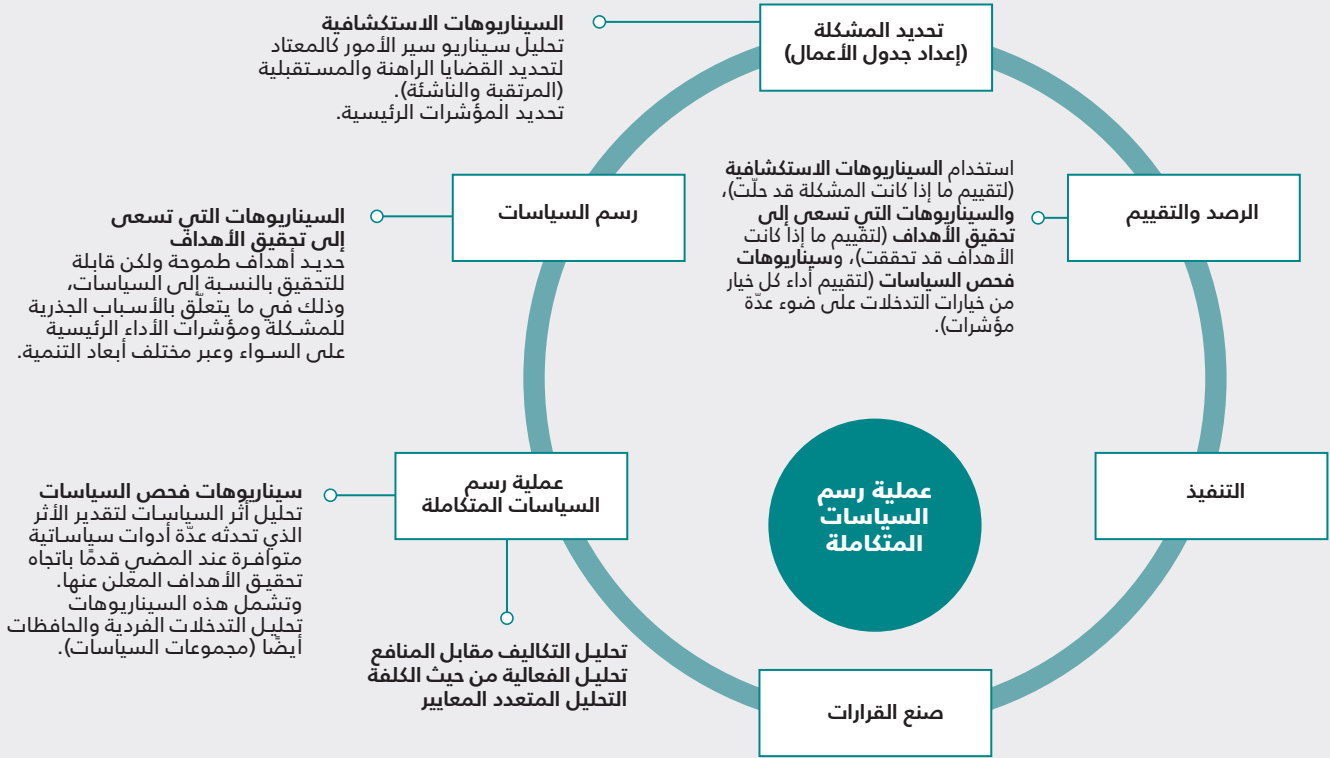 تحديد المشكلة
(إعداد جدول الأعمال)
السيناريوهات الاستكشافية
تحليل سيناريو سير الأمور كالمعتاد
لتحديد القضايا الراهنة والمستقبلية
(المرتقبة والناشئة).
تحديد المؤشرات الرئيسية.
الرصد والتقييم
استخدام السيناريوهات الاستكشافية
(لتقييم ما إذا كانت المشكلة قد حلّت)،
والسيناريوهات التي تسعى إلى
تحقيق الأهداف (لتقييم ما إذا كانت
الأهداف قد تحققت)، وسيناريوهات
فحص السياسات (لتقييم أداء كل خيار
من خيارات التدخلات على ضوء عدّة
مؤشرات).
رسم السياسات
السيناريوهات التي تسعى
إلى تحقيق الأهداف
حديد أهداف طموحة ولكن قابلة
للتحقيق بالنسبة إلى السياسات،
وذلك في ما يتعلّق بالأسباب الجذرية
للمشكلة ومؤشرات الأداء الرئيسية
على السواء وعبر مختلف أبعاد التنمية.
التنفيذ
عملية رسم
السياسات
المتكاملة
عملية رسم
السياسات المتكاملة
سيناريوهات فحص السياسات
تحليل أثر السياسات لتقدير الأثر
الذي تحدثه عدّة أدوات سياساتية
متوافرة عند المضي قدمًا باتجاه
تحقيق الأهداف المعلن عنها.
وتشمل هذه السيناريوهات
تحليل التدخلات الفردية والحافظات
أيضًا (مجموعات السياسات).
تحليل التكاليف مقابل المنافع
تحليل الفعالية من حيث الكلفة
التحليل المتعدد المعايير
صنع القرارات